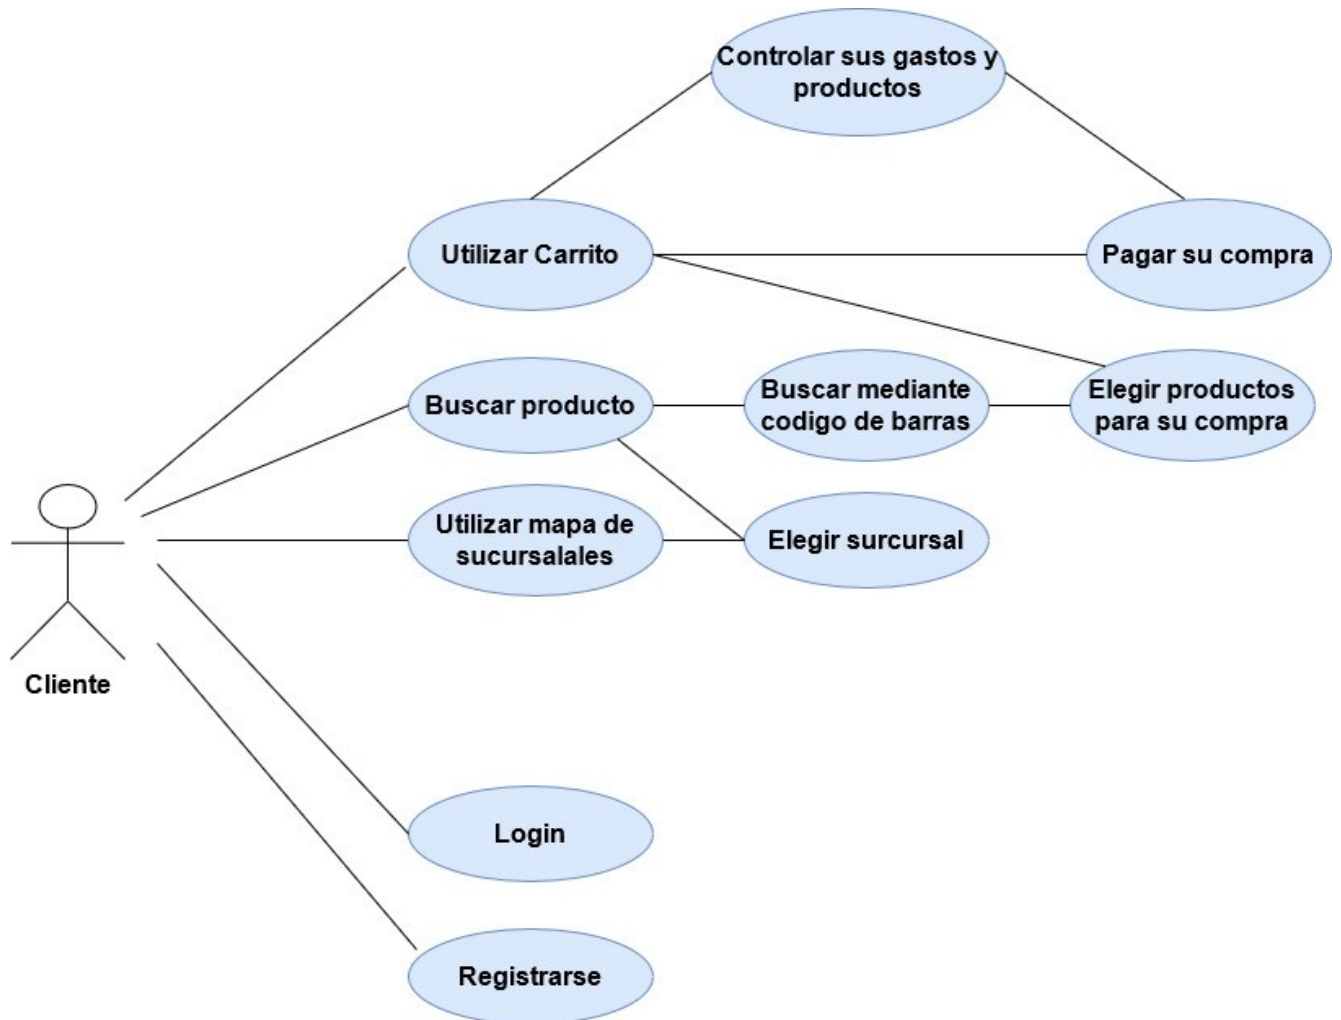 Controlar sus gastos y
productos
Utilizar Carrito
Pagar su compra
Buscar producto
Buscar mediante
codigo de barras
Elegir productos
para su compra
Utilizar mapa de
sucursalales
Elegir surcursal
Cliente
Login
Registrarse